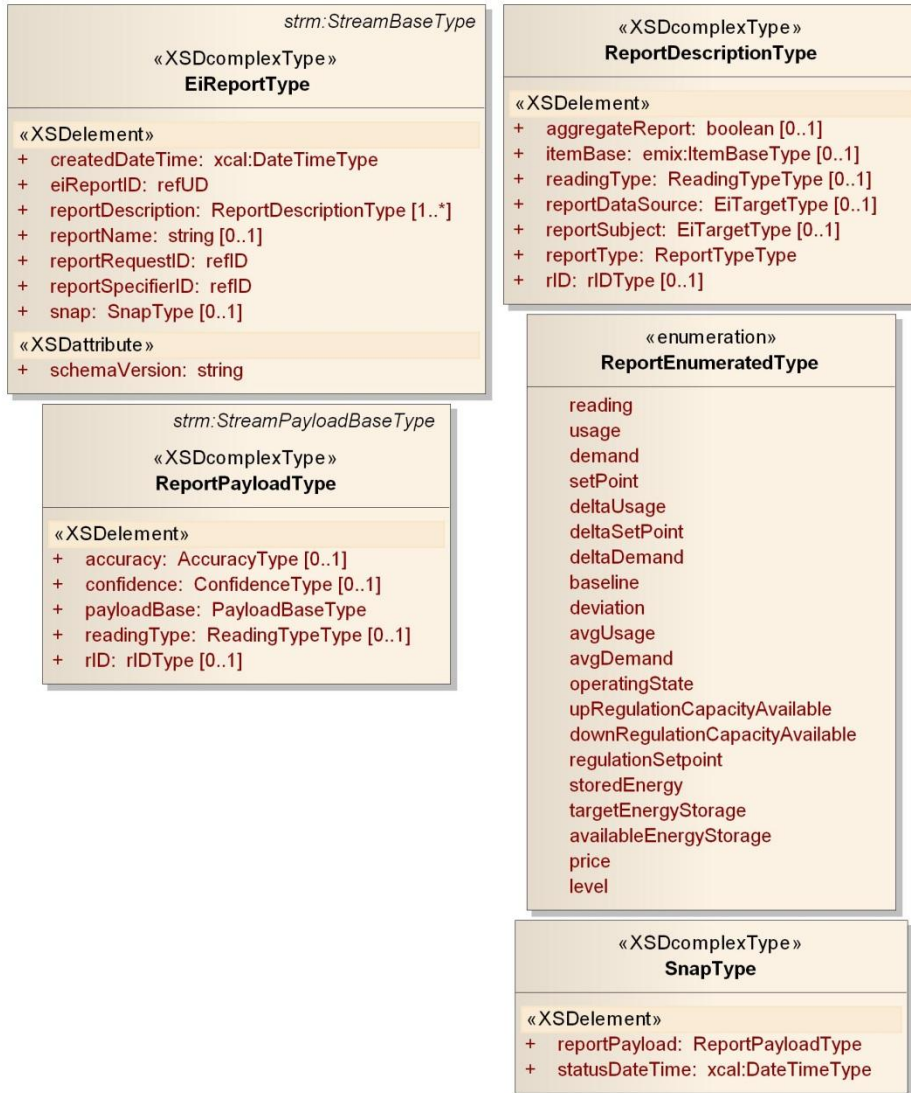 strm:StreamBaseType
«XSDcomplexType»
EiReportType
«XSDelement»
+ createdDateTime: xcal:DateTimeType
+ eiReportID: refUD
+ reportDescription: ReportDescriptionType [1..*]
+ reportName: string [0..1]
+ reportRequestID: refID
+ reportSpecifierID: refID
+ snap: SnapType [0..1]
«XSDattribute»
+ schemaVersion: string
strm:StreamPayloadBaseType
«XSDcomplexType»
ReportPayloadType
«XSDelement»
+ accuracy: AccuracyType [0..1]
+ confidence: ConfidenceType [0..1]
+ payloadBase: PayloadBaseType
+ readingType: ReadingTypeType [0..1]
+ rID: rIDType [0..1]
«XSDcomplexType»
ReportDescriptionType
«XSDelement»
+ aggregateReport: boolean [0..1]
+ itemBase: emix:ItemBaseType [0..1]
+ readingType: ReadingTypeType [0..1]
+ reportDataSource: EiTargetType [0..1]
+ reportSubject: EiTargetType [0..1]
+ reportType: ReportTypeType
+ rID: rIDType [0..1]
«enumeration»
ReportEnumeratedType
reading
usage
demand
setPoint
deltaUsage
deltaSetPoint
deltaDemand
baseline
deviation
avgUsage
avgDemand
operatingState
upRegulationCapacityAvailable
downRegulationCapacityAvailable
regulationSetpoint
storedEnergy
targetEnergyStorage
availableEnergyStorage
price
level
«XSDcomplexType»
SnapType
«XSDelement»
+ reportPayload: ReportPayloadType
+ statusDateTime: xcal:DateTimeType